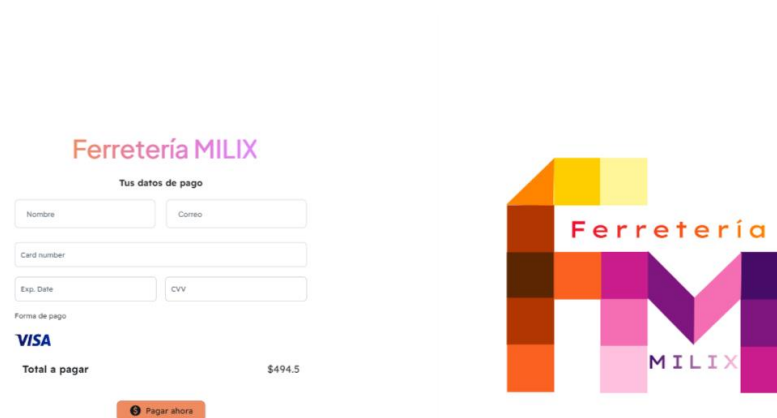 Ferretería MILIX
Tus datos de pago
Nombre
Correo
Card number
Exp. Date
CVV
Forma de pago
VISA
Total a pagar
$494.5
Pagar ahora
Ferretería
MILIX